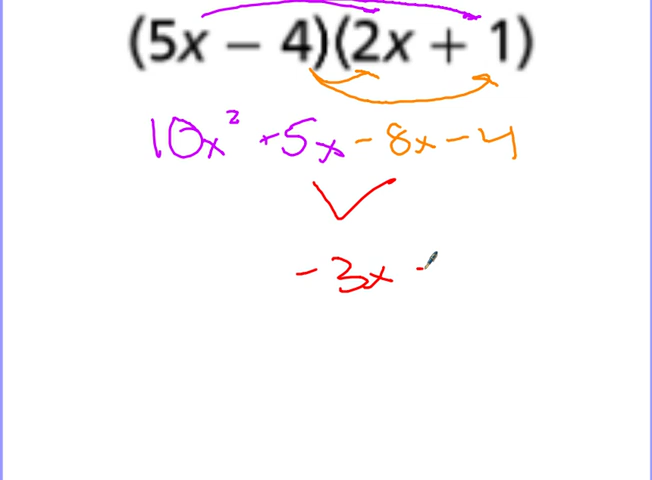 (5x − 4)(2x + 1)
10x² +5x - 8x - 4
- 3x -